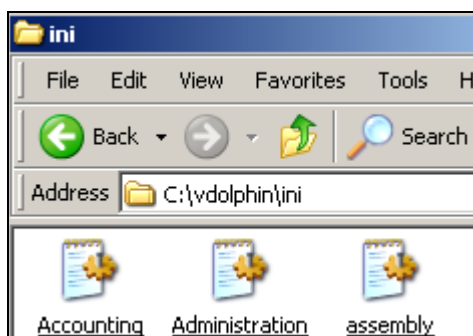 ini
File Edit View Favorites Tools H
Back Search
Address C:\vdolphin\ini
Accounting Administration assembly